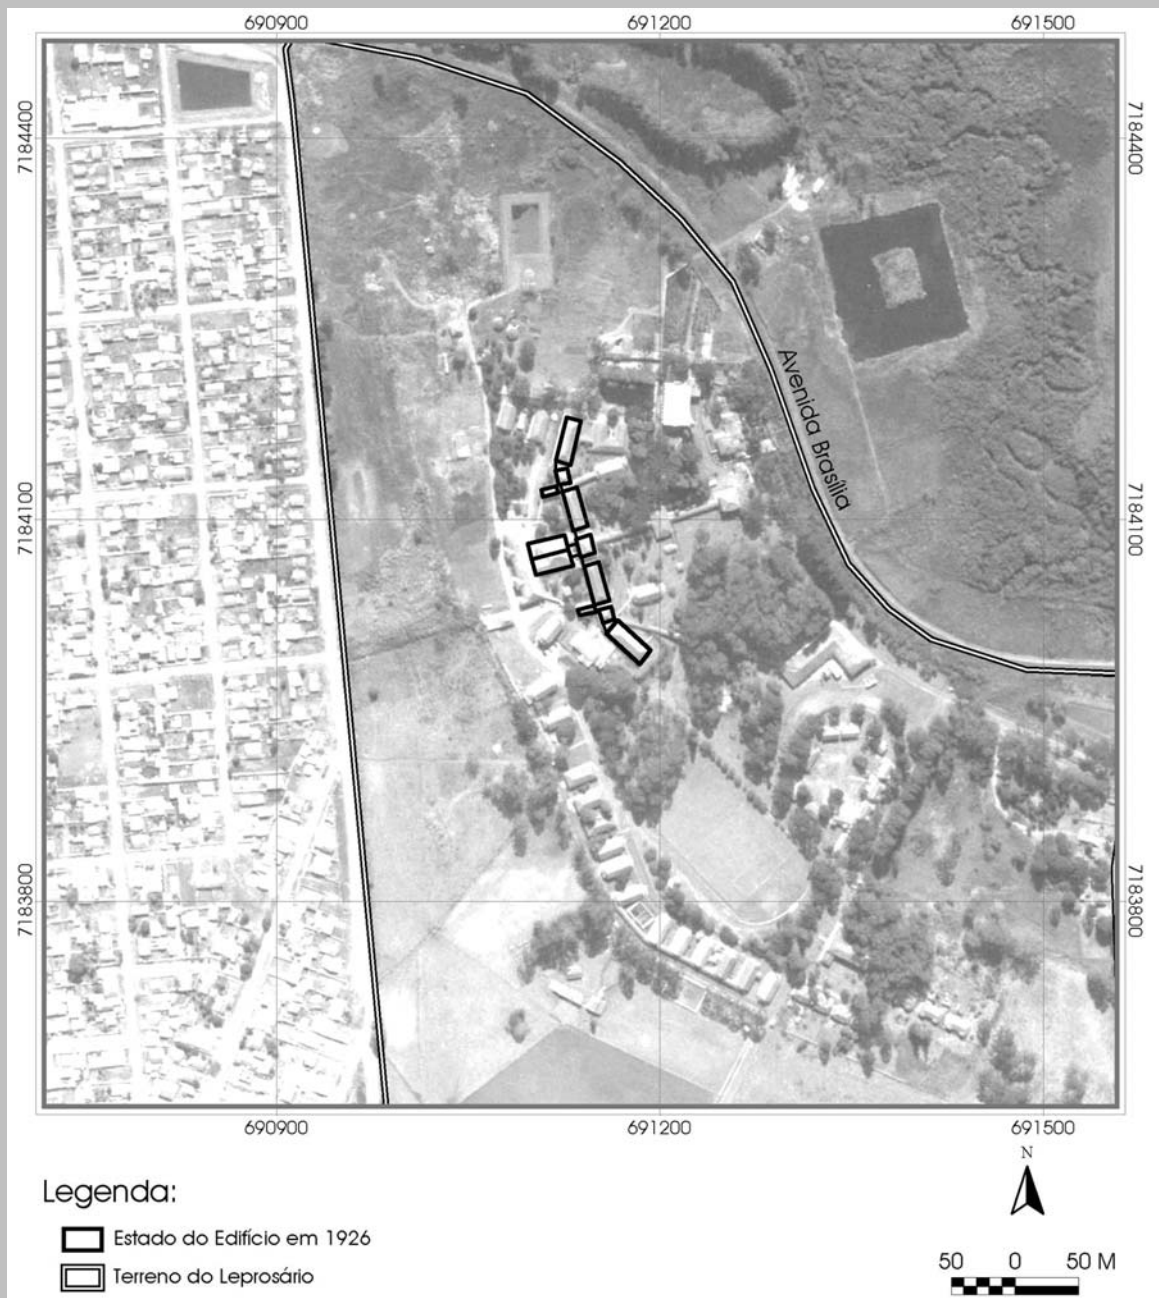 690900 691200 691500
7184400 7184400
Avenida Brasília
7184100 7184100
7183800 7183800
690900 691200 691500
N
Legenda:
Estado do Edifício em 1926
Terreno do Leprosário
50 0 50 M